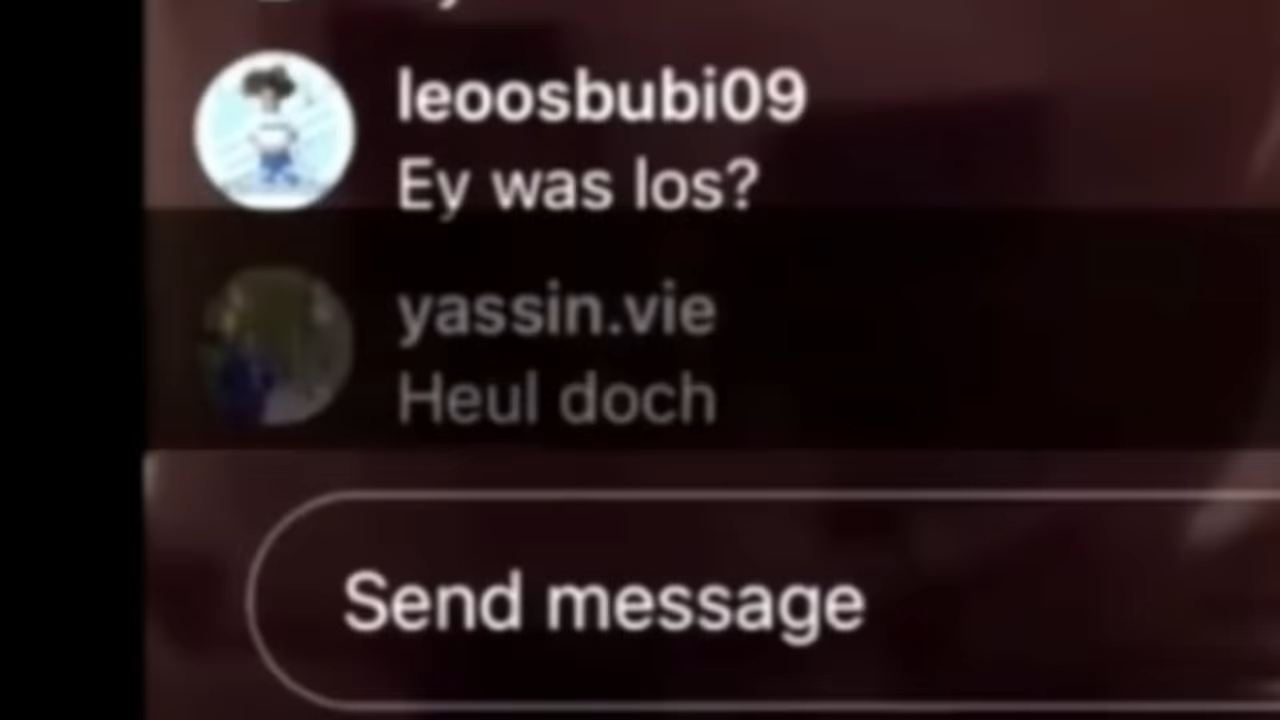 leoosbubi09
Ey was los?
yassin.vie
Heul doch
Send message